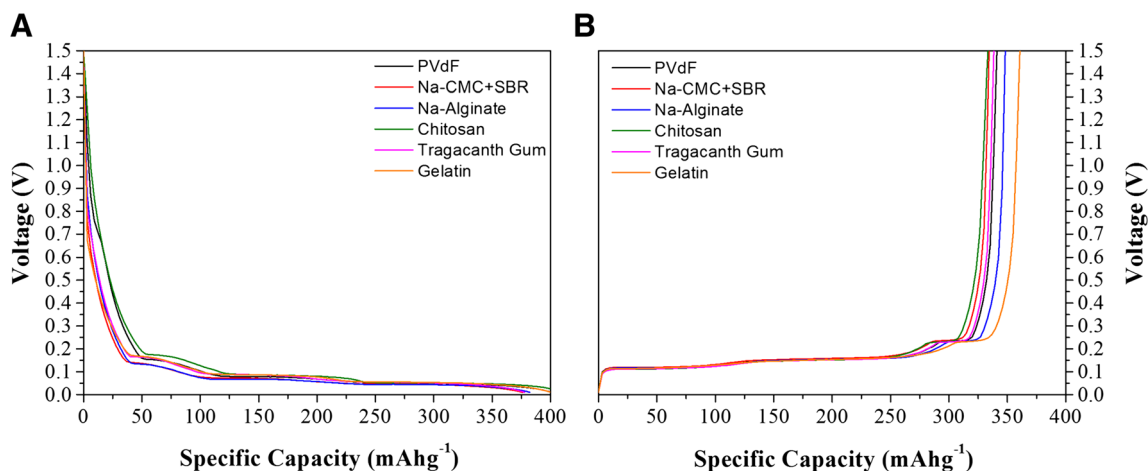 A
1.5
1.4
1.3
1.2
1.1
1.0
0.9
0.8
0.7
0.6
0.5
0.4
0.3
0.2
0.1
0.0
Voltage (V)
PVdF
Na-CMC+SBR
Na-Alginate
Chitosan
Tragacanth Gum
Gelatin
0 50 100 150 200 250 300 350 400
Specific Capacity (mAhg⁻¹)
B
PVdF
Na-CMC+SBR
Na-Alginate
Chitosan
Tragacanth Gum
Gelatin
1.5
1.4
1.3
1.2
1.1
1.0
0.9
0.8
0.7
0.6
0.5
0.4
0.3
0.2
0.1
0.0
Voltage (V)
0 50 100 150 200 250 300 350 400
Specific Capacity (mAhg⁻¹)